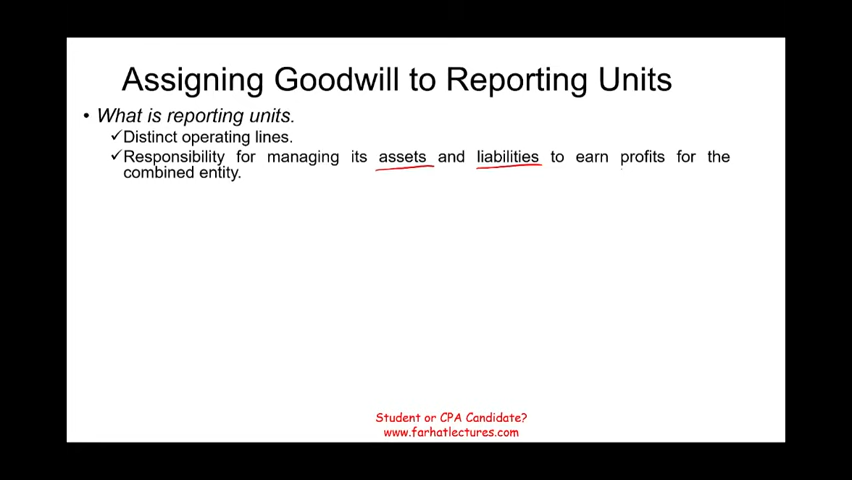 Assigning Goodwill to Reporting Units
• What is reporting units.
✓Distinct operating lines.
✓Responsibility for managing its assets and liabilities to earn profits for the
combined entity.
Student or CPA Candidate?
www.farhatlectures.com